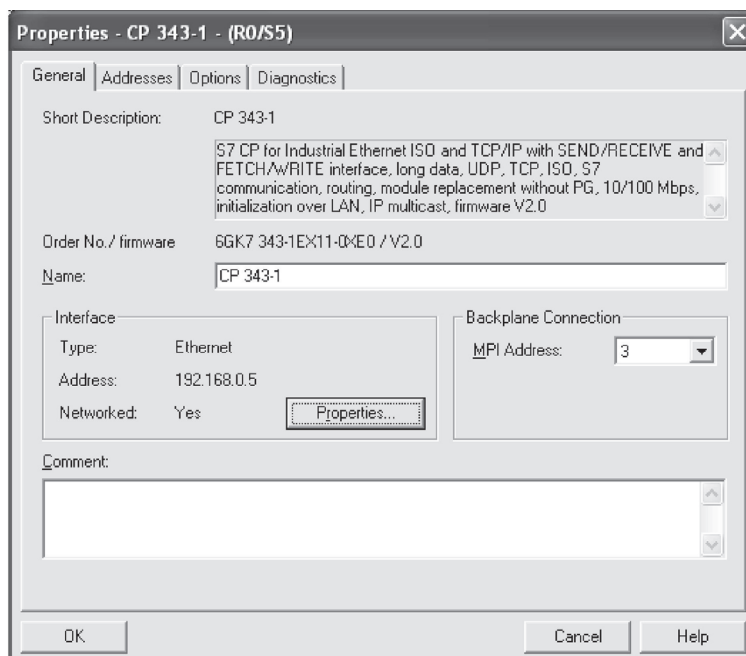 Properties - CP 343-1 - (R0/S5)
General Addresses Options Diagnostics
Short Description: CP 343-1
S7 CP for Industrial Ethernet ISO and TCP/IP with SEND/RECEIVE and
FETCH/WRITE interface, long data, UDP, TCP, ISO, S7
communication, routing, module replacement without PG, 10/100 Mbps,
initialization over LAN, IP multicast, firmware V2.0
Order No./ firmware 6GK7 343-1EX11-0XE0 / V2.0
Name: CP 343-1
Interface
Type: Ethernet
Address: 192.168.0.5
Networked: Yes Properties...
Backplane Connection
MPI Address: 3
Comment:
OK Cancel Help